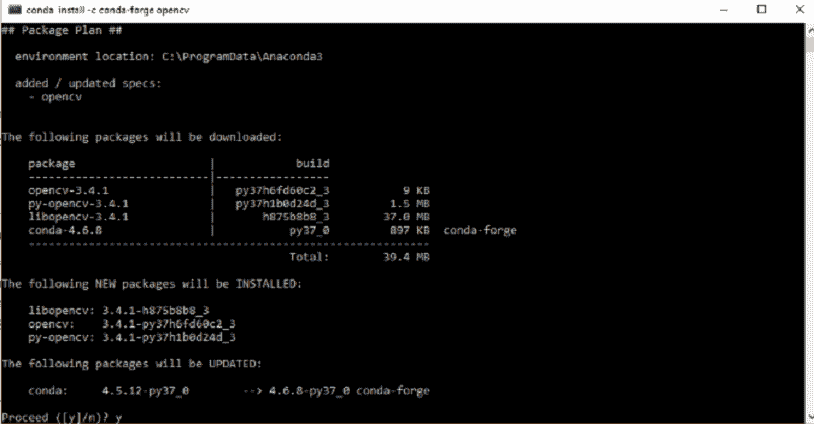 conda install -c conda-forge opencv
## Package Plan ##
environment location: C:\ProgramData\Anaconda3
added / updated specs:
- opencv
The following packages will be downloaded:
package | build
---------------------------|-----------------
opencv-3.4.1 | py37h6fd60c2_3 9 KB
py-opencv-3.4.1 | py37h1b0d24d_3 1.5 MB
libopencv-3.4.1 | h875b8b8_3 37.0 MB
conda-4.6.8 | py37_0 897 KB conda-forge
------------------------------------------------------------
Total: 39.4 MB
The following NEW packages will be INSTALLED:
libopencv: 3.4.1-h875b8b8_3
opencv: 3.4.1-py37h6fd60c2_3
py-opencv: 3.4.1-py37h1b0d24d_3
The following packages will be UPDATED:
conda: 4.5.12-py37_0 --> 4.6.8-py37_0 conda-forge
Proceed ([y]/n)? y